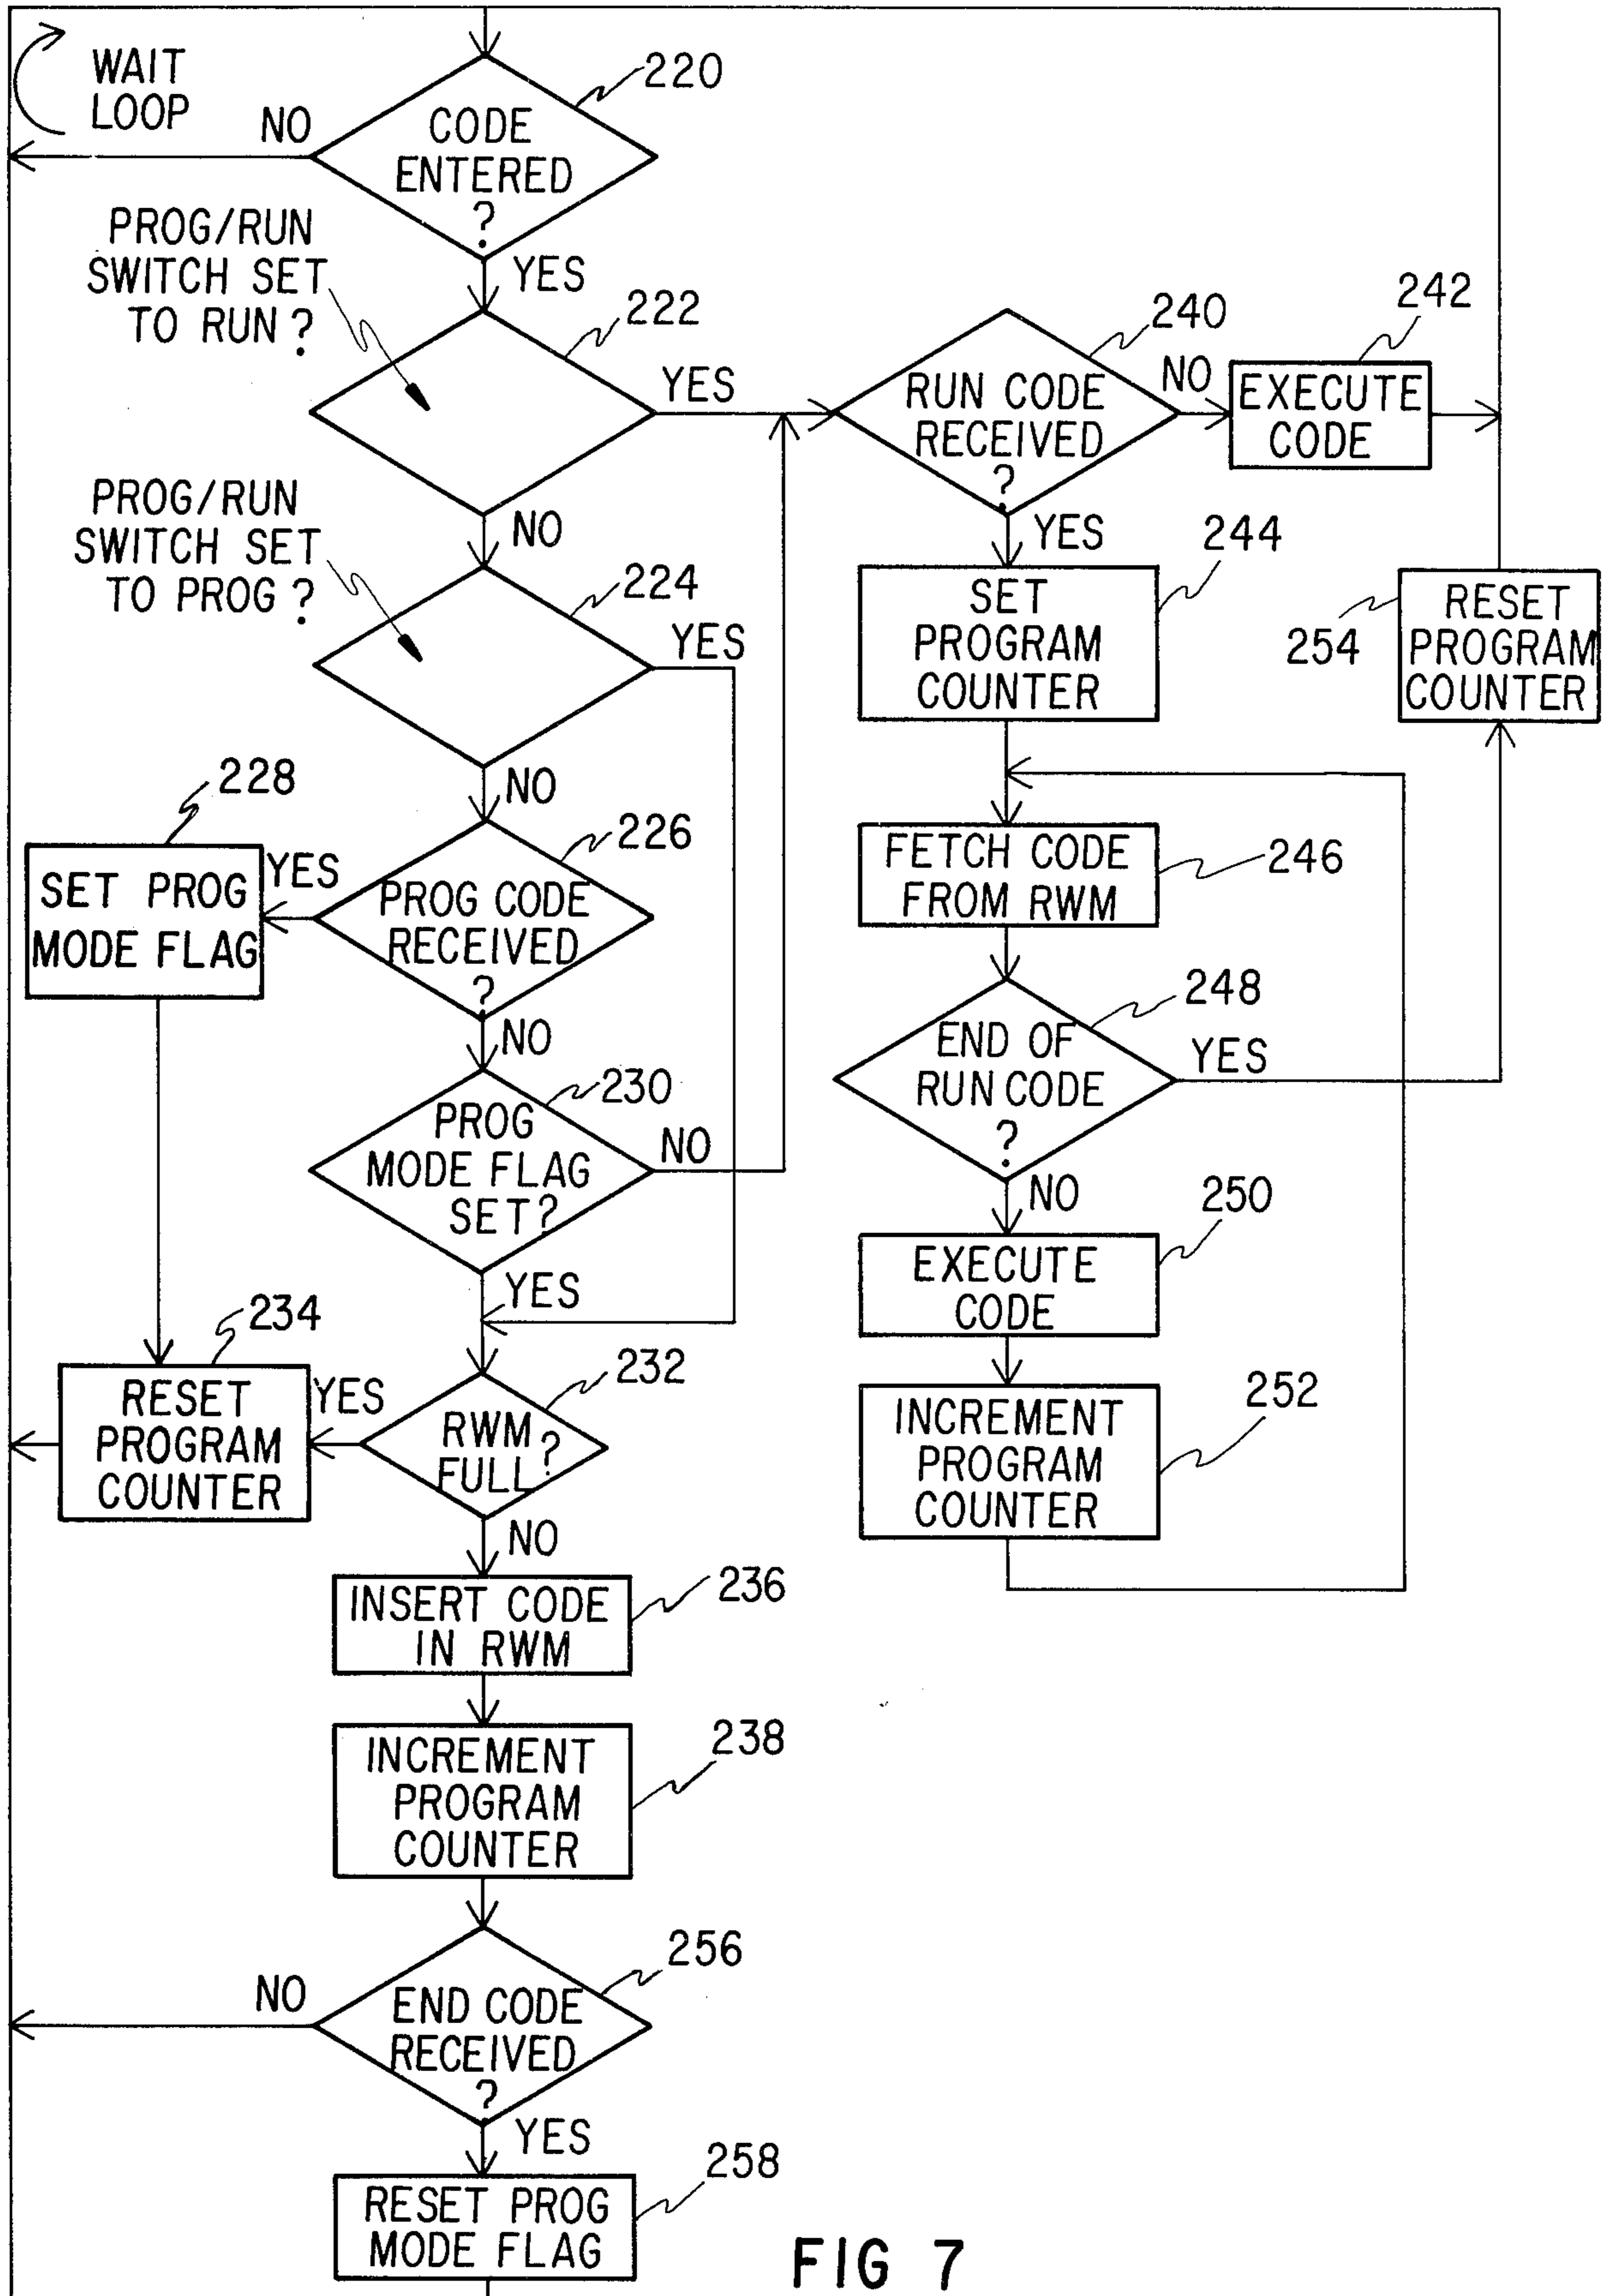 WAIT
LOOP
NO
220
CODE
ENTERED
?
YES
PROG/RUN
SWITCH SET
TO RUN?
222
YES
NO
PROG/RUN
SWITCH SET
TO PROG?
224
YES
NO
226
PROG CODE
RECEIVED
?
YES
228
SET PROG
MODE FLAG
NO
230
PROG
MODE FLAG
SET?
NO
YES
232
RWM
FULL?
YES
234
RESET
PROGRAM
COUNTER
NO
236
INSERT CODE
IN RWM
238
INCREMENT
PROGRAM
COUNTER
256
END CODE
RECEIVED
?
NO
YES
258
RESET PROG
MODE FLAG
240
RUN CODE
RECEIVED
?
NO
242
EXECUTE
CODE
YES
244
SET
PROGRAM
COUNTER
254
RESET
PROGRAM
COUNTER
246
FETCH CODE
FROM RWM
248
END OF
RUN CODE
?
YES
NO
250
EXECUTE
CODE
252
INCREMENT
PROGRAM
COUNTER
FIG 7